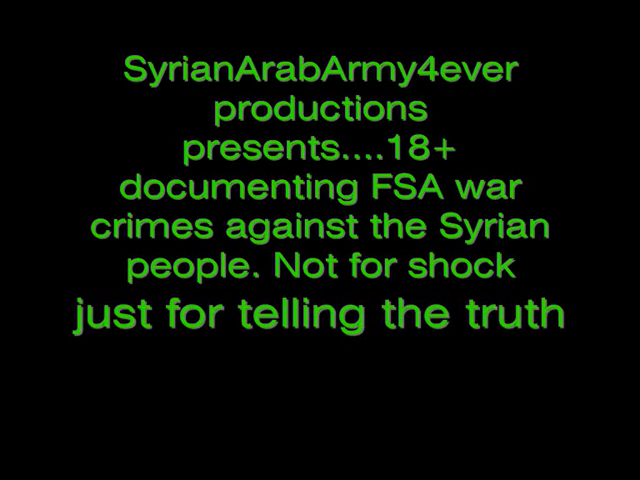 SyrianArabArmy4ever
productions
presents....18+
documenting FSA war
crimes against the Syrian
people. Not for shock
just for telling the truth